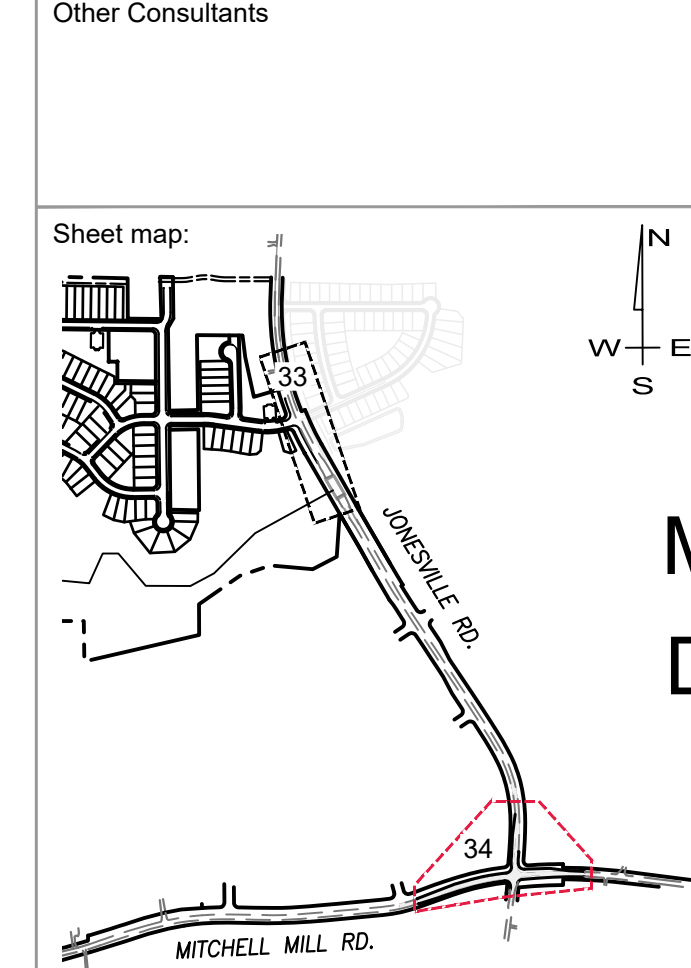 Other Consultants
Sheet map:
N
W E
S
33
JONESVILLE RD.
34
MITCHELL MILL RD.